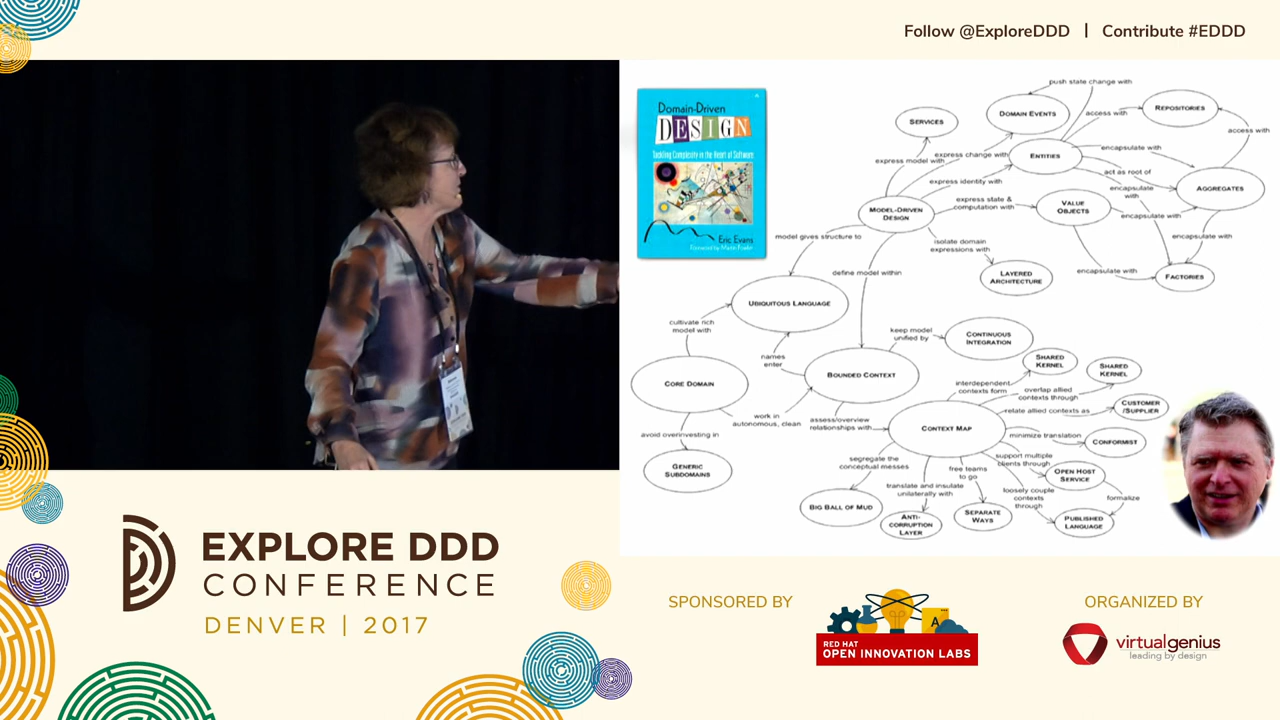 Follow @ExploreDDD | Contribute #EDDD
Domain-Driven
DESIGN
Tackling Complexity in the Heart of Software
Eric Evans
Foreword by Martin Fowler
push state change with
SERVICES
DOMAIN EVENTS
access with
REPOSITORIES
access with
express model with
express change with
ENTITIES
encapsulate with
act as root of
express identity with
encapsulate
with
AGGREGATES
MODEL-DRIVEN
DESIGN
express state &
computation with
VALUE
OBJECTS
encapsulate with
model gives structure to
isolate domain
expressions with
encapsulate with
define model within
LAYERED
ARCHITECTURE
encapsulate with
FACTORIES
UBIQUITOUS LANGUAGE
cultivate rich
model with
keep model
unified by
CONTINUOUS
INTEGRATION
names
enter
SHARED
KERNEL
SHARED
KERNEL
CORE DOMAIN
BOUNDED CONTEXT
interdependent
contexts form
overlap allied
contexts through
work in
autonomous, clean
assess/overview
relationships with
relate allied contexts as
CUSTOMER
/SUPPLIER
CONTEXT MAP
avoid overinvesting in
minimize translation
CONFORMIST
GENERIC
SUBDOMAINS
segregate the
conceptual messes
free teams
to go
support multiple
clients through
OPEN HOST
SERVICE
translate and insulate
unilaterally with
loosely couple
contexts
through
formalize
BIG BALL OF MUD
ANTI-
CORRUPTION
LAYER
SEPARATE
WAYS
PUBLISHED
LANGUAGE
EXPLORE DDD
CONFERENCE
DENVER | 2017
SPONSORED BY
A
RED HAT
OPEN INNOVATION LABS
ORGANIZED BY
virtualgenius
leading by design